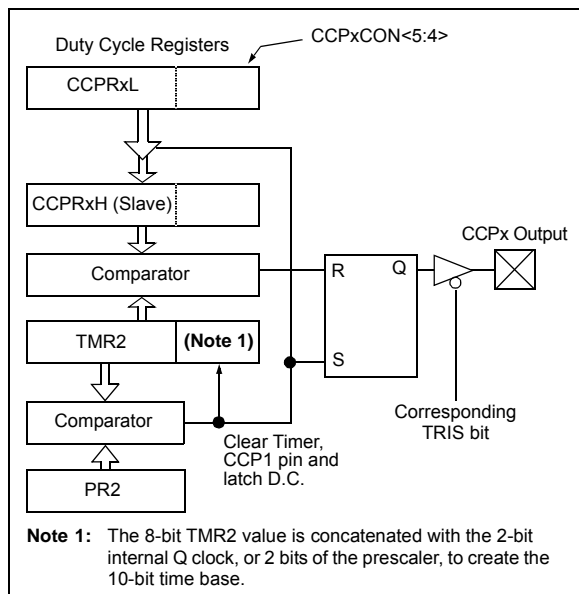 Duty Cycle Registers
CCPxCON<5:4>
CCPRxL
CCPRxH (Slave)
CCPx Output
Comparator
R
Q
TMR2
(Note 1)
S
Comparator
Corresponding
TRIS bit
Clear Timer,
CCP1 pin and
latch D.C.
PR2
Note 1: The 8-bit TMR2 value is concatenated with the 2-bit
internal Q clock, or 2 bits of the prescaler, to create the
10-bit time base.